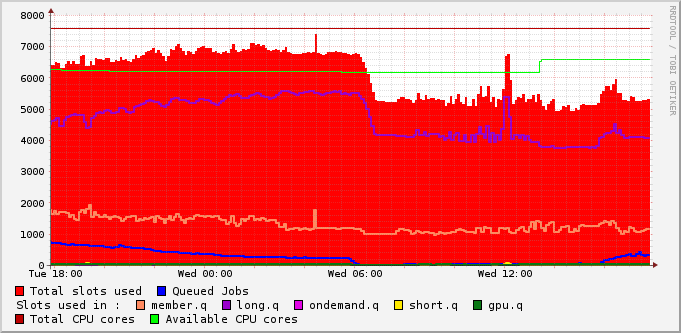 8000
7000
6000
5000
4000
3000
2000
1000
0
Tue 18:00 Wed 00:00 Wed 06:00 Wed 12:00
Total slots used Queued Jobs
Slots used in : member.q long.q ondemand.q short.q gpu.q
Total CPU cores Available CPU cores
RRDTOOL / TOBI OETIKER